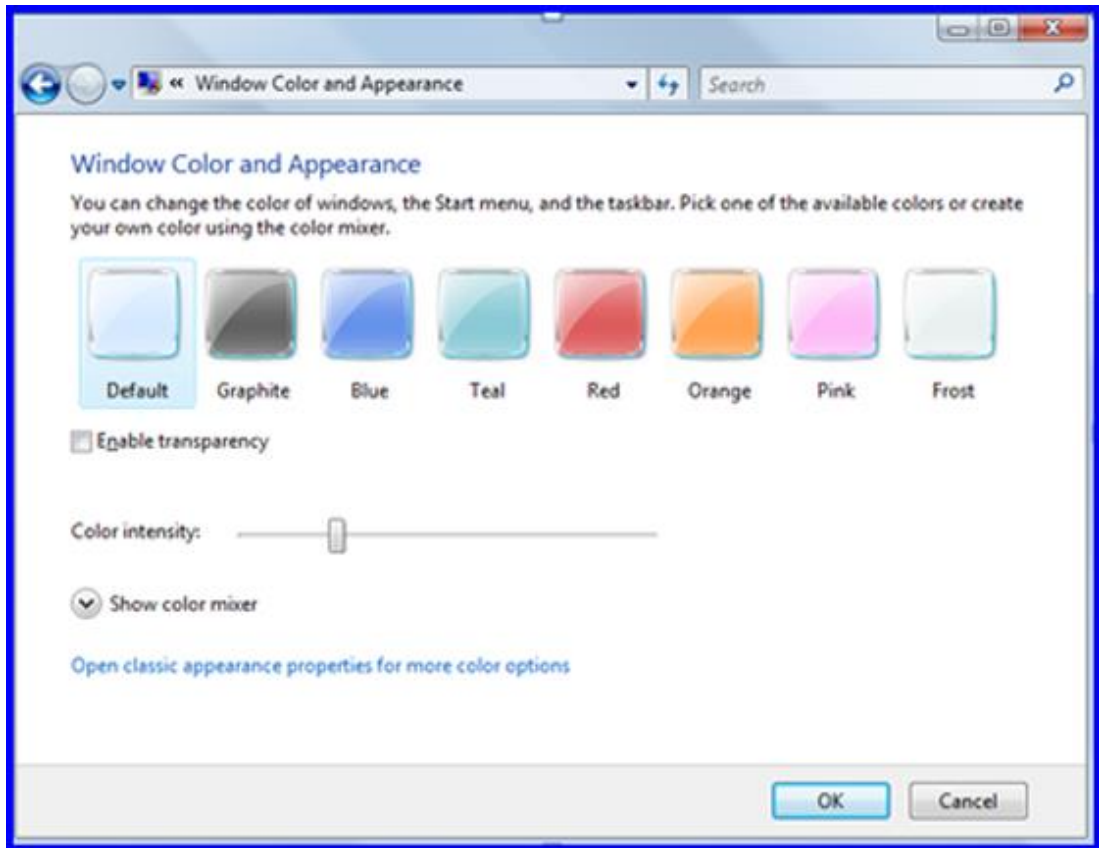 « Window Color and Appearance
Search
Window Color and Appearance
You can change the color of windows, the Start menu, and the taskbar. Pick one of the available colors or create
your own color using the color mixer.
Default Graphite Blue Teal Red Orange Pink Frost
Enable transparency
Color intensity:
Show color mixer
Open classic appearance properties for more color options
OK Cancel